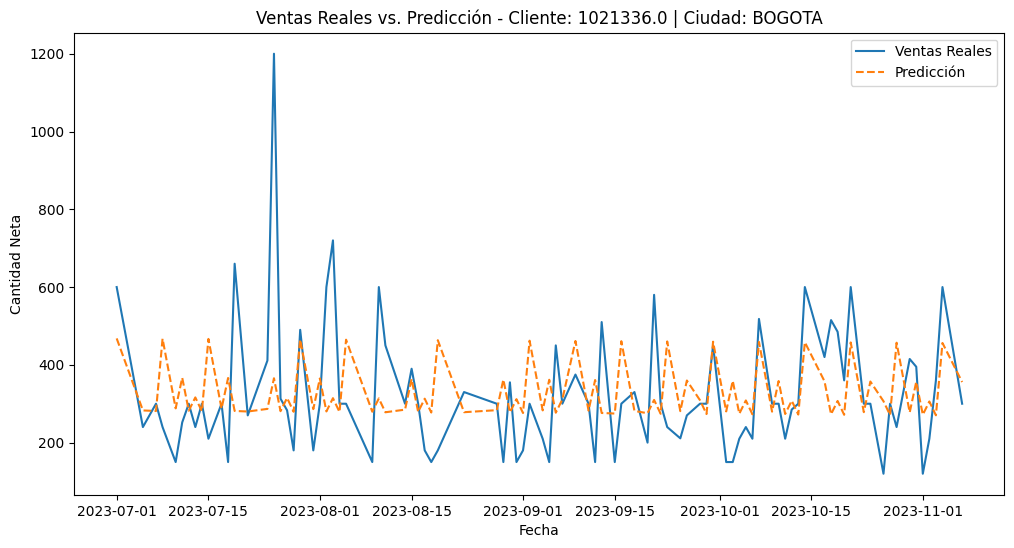 Ventas Reales vs. Predicción - Cliente: 1021336.0 | Ciudad: BOGOTA
Ventas Reales
Predicción
Cantidad Neta
1200
1000
800
600
400
200
2023-07-01 2023-07-15 2023-08-01 2023-08-15 2023-09-01 2023-09-15 2023-10-01 2023-10-15 2023-11-01
Fecha